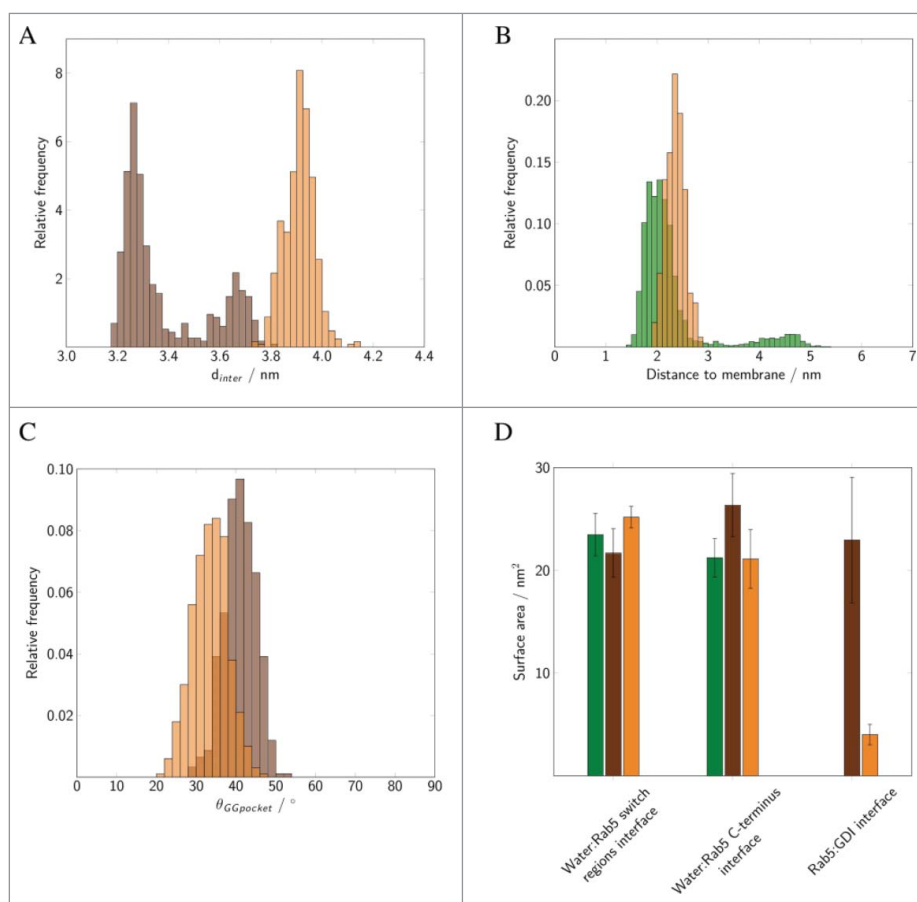 A
Relative frequency
8
6
4
2
3.0 3.2 3.4 3.6 3.8 4.0 4.2 4.4
d_inter / nm
B
Relative frequency
0.20
0.15
0.10
0.05
0 1 2 3 4 5 6 7
Distance to membrane / nm
C
Relative frequency
0.10
0.08
0.06
0.04
0.02
0 10 20 30 40 50 60 70 80 90
θ_GGpocket / °
D
Surface area / nm²
30
20
10
Water:Rab5 switch
regions interface
Water:Rab5 C-terminus
interface
Rab5:GDI interface